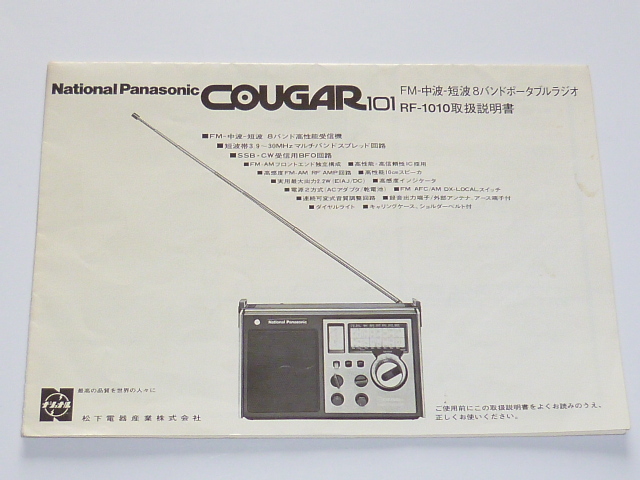 National Panasonic COUGAR 101
FM-中波-短波8バンドポータブルラジオ
RF-1010取扱説明書
■FM-中波-短波 8バンド高性能受信機
■短波帯3.9~30MHzマルチバンドスプレッド回路
■SSB-CW受信用BFO回路
■FM-AMフロントエンド独立構成 ■高性能・高信頼性IC採用
■高感度FM-AM RF AMP回路 ■高性能10cmスピーカ
■実用最大出力2.2W(EIAJ/DC) ■高感度インジケータ
■電源2方式(ACアダプタ/乾電池) ■FM AFC/AM DX-LOCALスイッチ
■連続可変式音質調整回路 ■録音出力端子/外部アンテナ、アース端子付
■ダイヤルライト ■キャリングケース、ショルダーベルト付
National Panasonic
最高の品質を世界の人々に
ナショナル
松下電器産業株式会社
ご使用前にこの取扱説明書をよくお読みのうえ、
正しくお使いください。